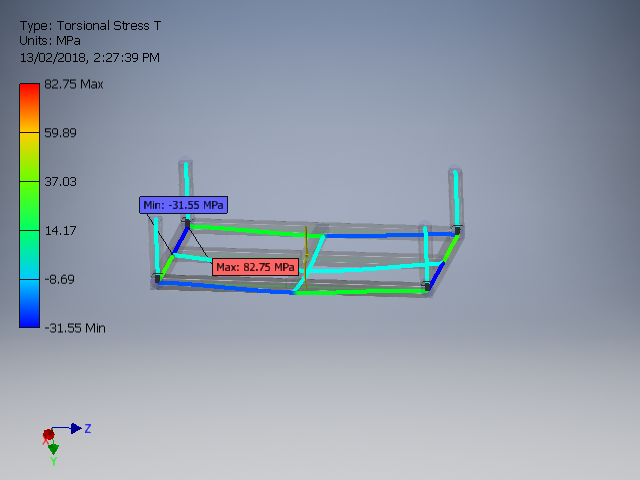 Type: Torsional Stress T
Units: MPa
13/02/2018, 2:27:39 PM
82.75 Max
59.89
37.03
14.17
-8.69
-31.55 Min
Min: -31.55 MPa
Max: 82.75 MPa
Z
X
Y